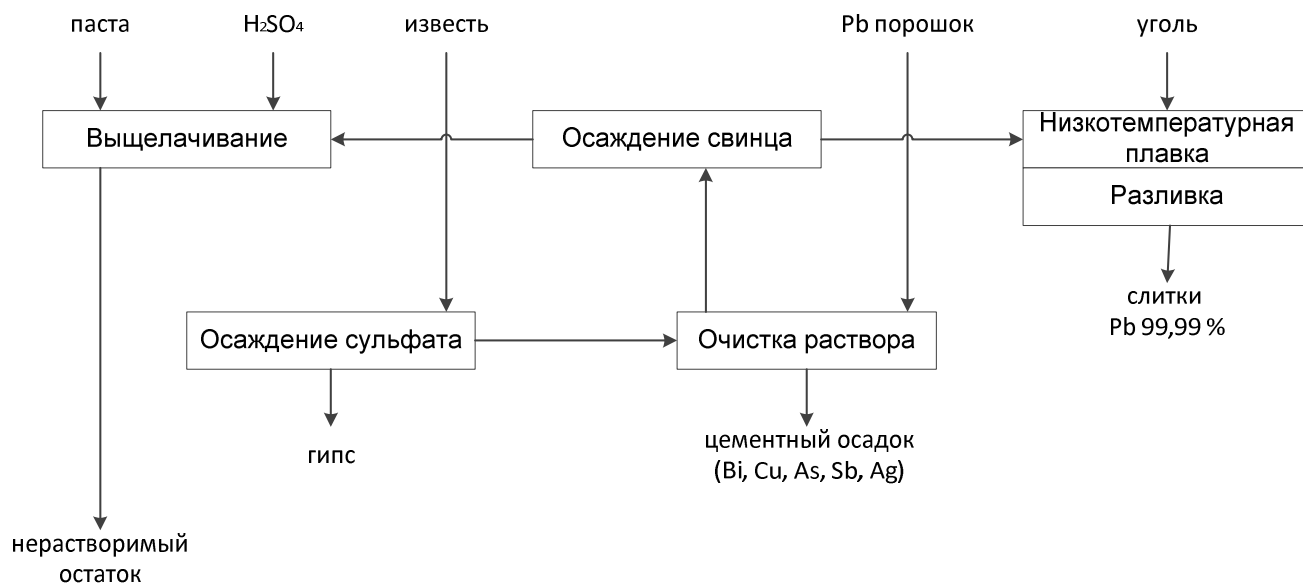 паста
H₂SO₄
известь
Pb порошок
уголь
Выщелачивание
Осаждение свинца
Низкотемпературная
плавка
Разливка
слитки
Pb 99,99 %
Осаждение сульфата
Очистка раствора
гипс
цементный осадок
(Bi, Cu, As, Sb, Ag)
нерастворимый
остаток